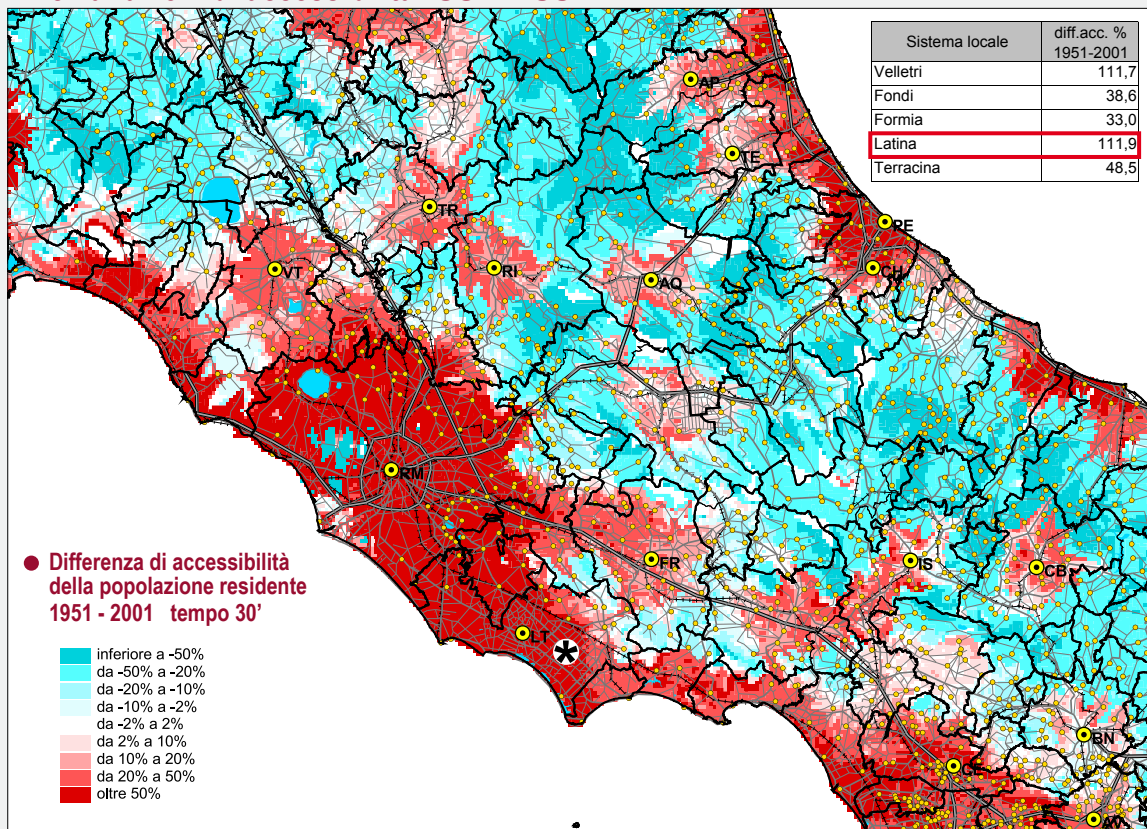 Sistema locale
diff.acc. %
1951-2001
Velletri 111,7
Fondi 38,6
Formia 33,0
Latina 111,9
Terracina 48,5
AP
TE
TR
PE
VT
RI
AQ
CH
RM
FR
IS
CB
LT
*
BN
CE
AV
● Differenza di accessibilità
della popolazione residente
1951 - 2001 tempo 30'
inferiore a -50%
da -50% a -20%
da -20% a -10%
da -10% a -2%
da -2% a 2%
da 2% a 10%
da 10% a 20%
da 20% a 50%
oltre 50%